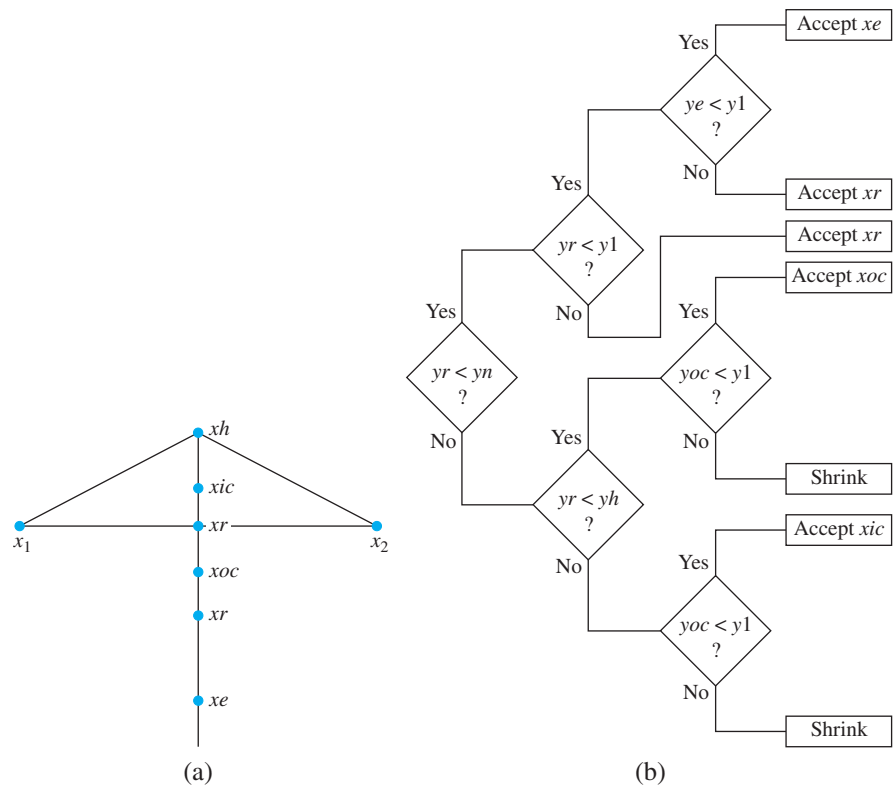 xh
xic
xr
x1
x2
xoc
xr
xe
(a)
Accept xe
Yes
ye < y1
?
No
Accept xr
Yes
yr < y1
?
No
Accept xr
Accept xoc
Yes
yr < yn
?
No
Yes
yoc < y1
?
No
Shrink
Yes
yr < yh
?
No
Accept xic
Yes
yoc < y1
?
No
Shrink
(b)